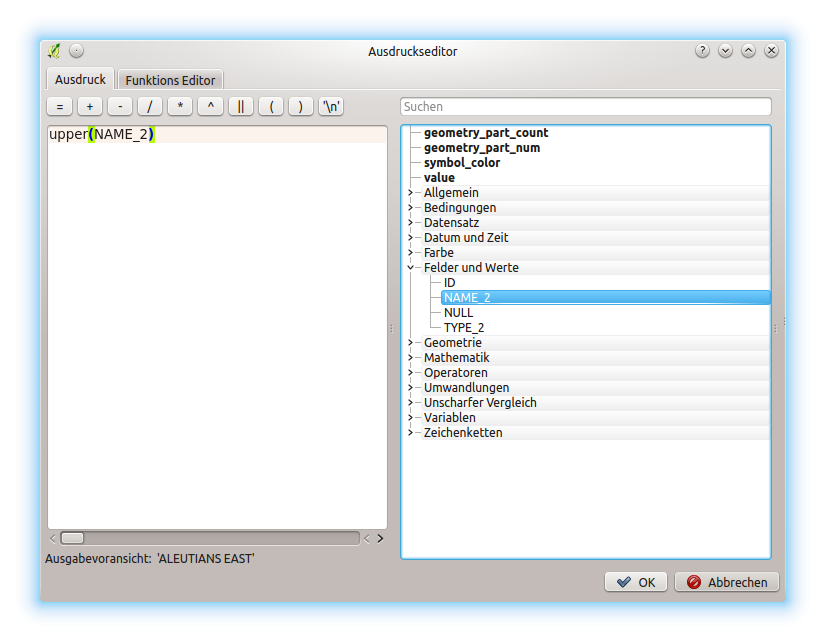 Ausdruckseditor
Ausdruck
Funktions Editor
= + - / * ^ || ( ) '\n'
Suchen
upper(NAME_2)
geometry_part_count
geometry_part_num
symbol_color
value
Allgemein
Bedingungen
Datensatz
Datum und Zeit
Farbe
Felder und Werte
ID
NAME_2
NULL
TYPE_2
Geometrie
Mathematik
Operatoren
Umwandlungen
Unscharfer Vergleich
Variablen
Zeichenketten
Ausgabevoransicht: 'ALEUTIANS EAST'
OK
Abbrechen